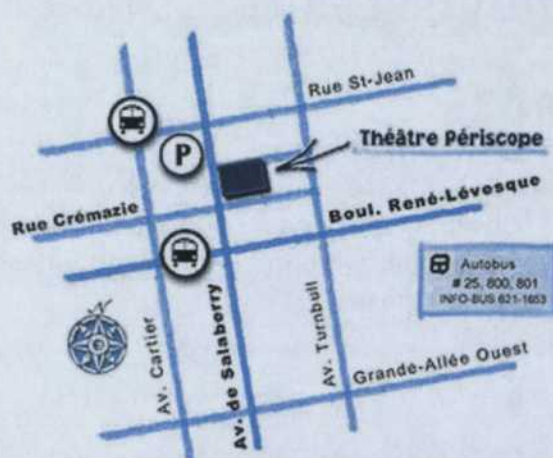 Rue St-Jean
P
Théâtre Périscope
Rue Crémazie
Boul. René-Lévesque
Autobus
# 25, 800, 801
INFO-BUS 621-1653
N
Av. Cartier
Av. de Salaberry
Av. Turnbull
Grande-Allée Ouest